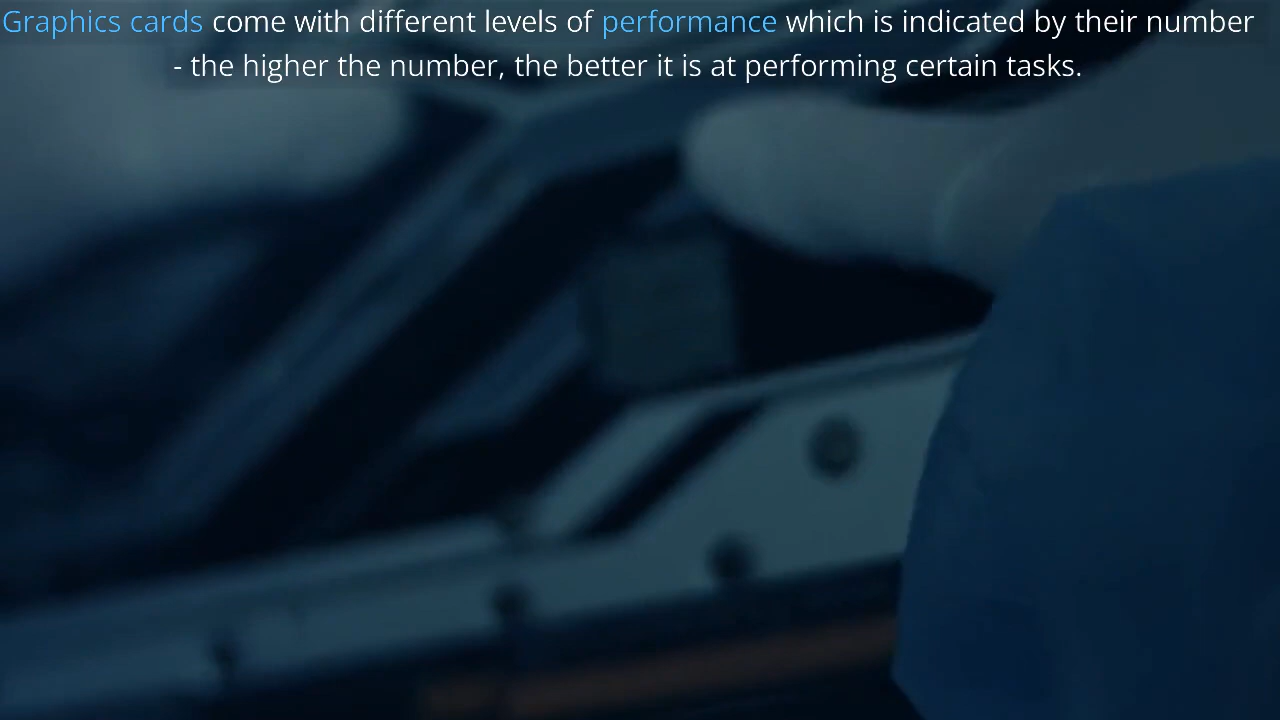 Graphics cards come with different levels of performance which is indicated by their number
- the higher the number, the better it is at performing certain tasks.